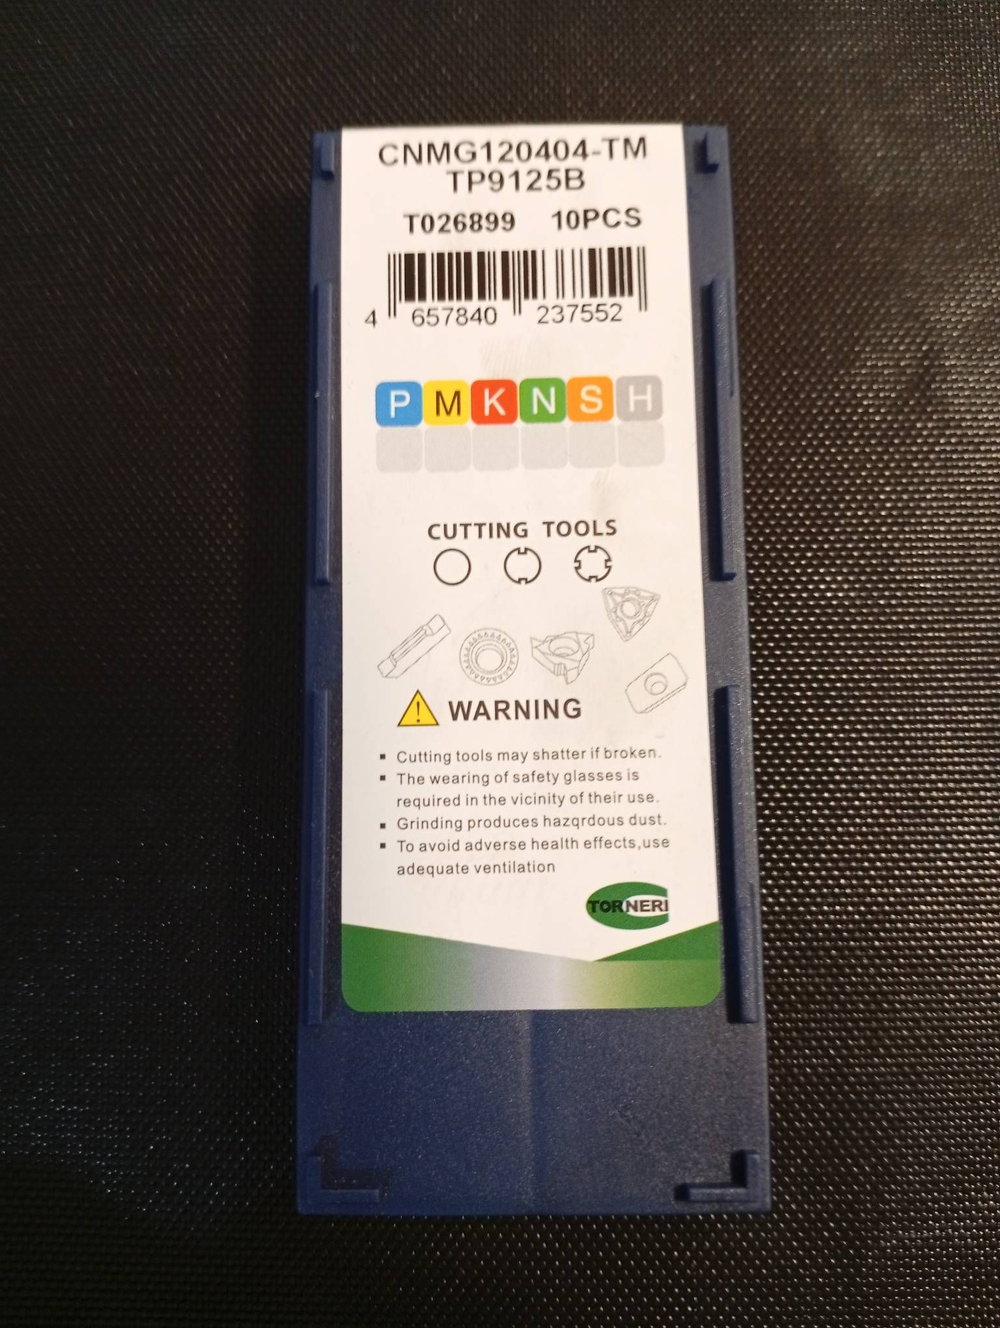 CNMG120404-TM
TP9125B
T026899 10PCS
4 657840 237552
P M K N S H
CUTTING TOOLS
WARNING
▪ Cutting tools may shatter if broken.
▪ The wearing of safety glasses is
required in the vicinity of their use.
▪ Grinding produces hazqrdous dust.
▪ To avoid adverse health effects,use
adequate ventilation
TORNERI